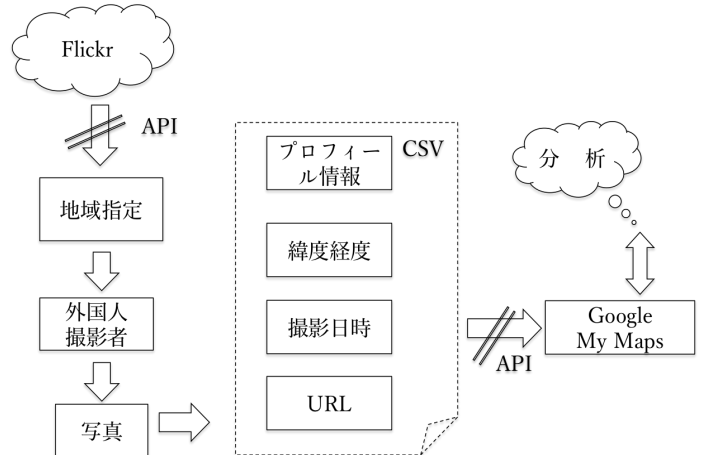 Flickr
API
地域指定
外国人
撮影者
写真
CSV
プロフィー
ル情報
緯度経度
撮影日時
URL
API
分　析
Google
My Maps